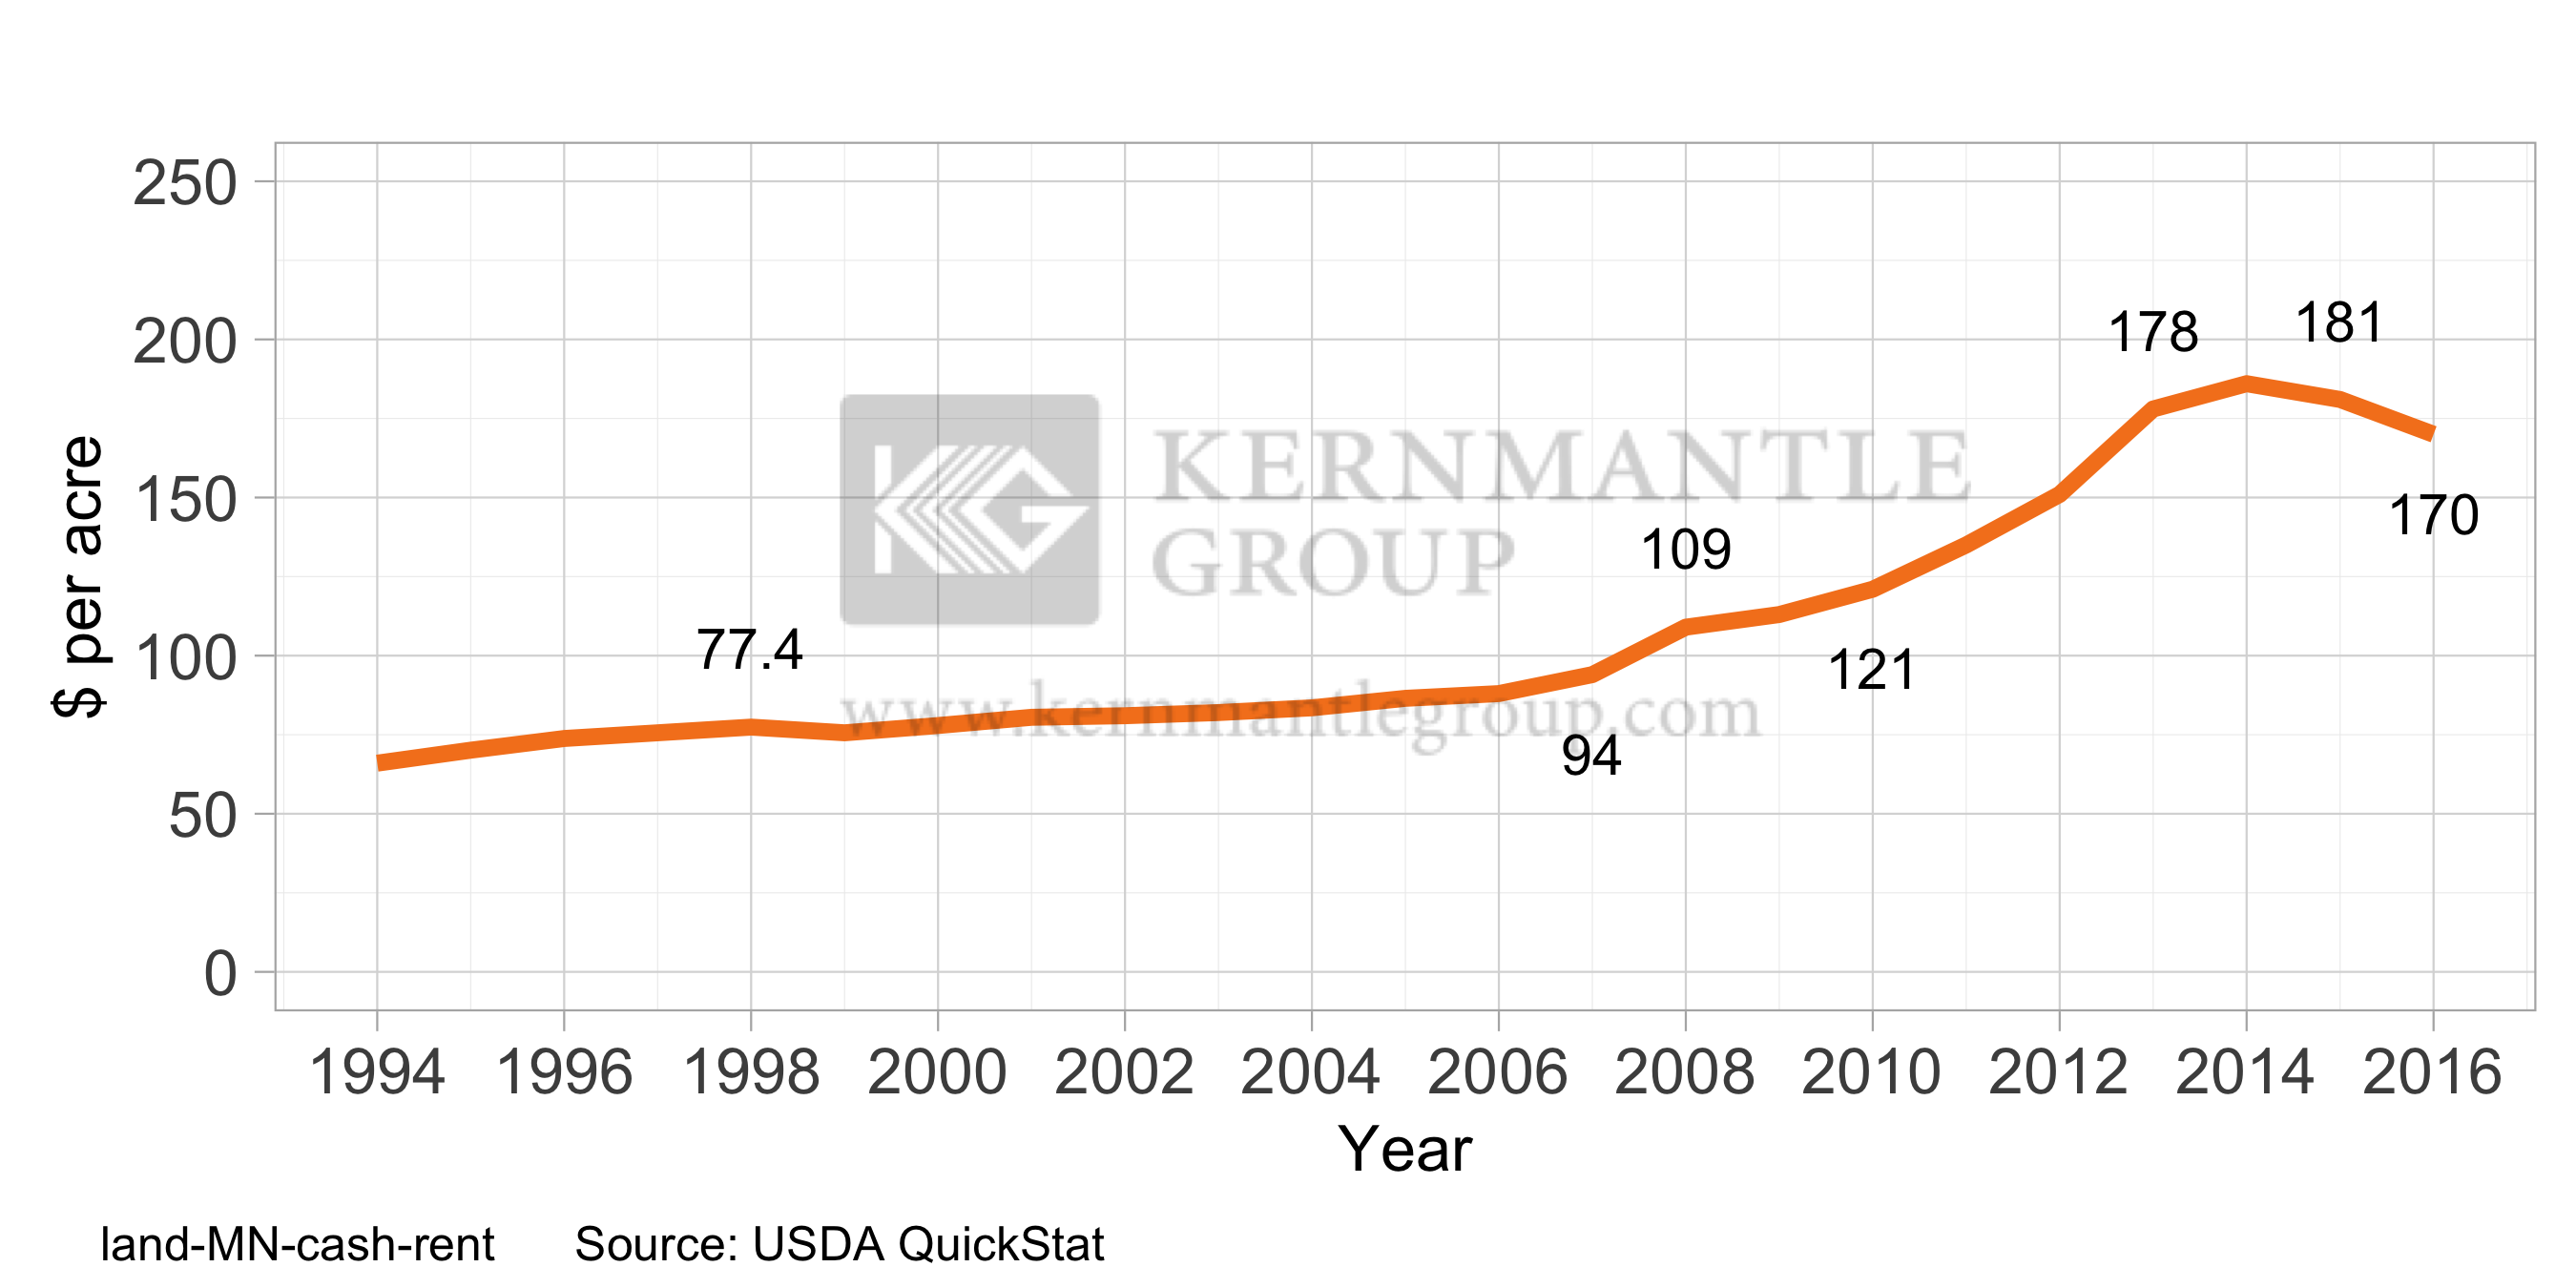 250
200
150
100
50
0
$ per acre
178
181
170
109
121
94
77.4
KG
KERNMANTLE
GROUP
www.kernmantlegroup.com
1994 1996 1998 2000 2002 2004 2006 2008 2010 2012 2014 2016
Year
land-MN-cash-rent Source: USDA QuickStat